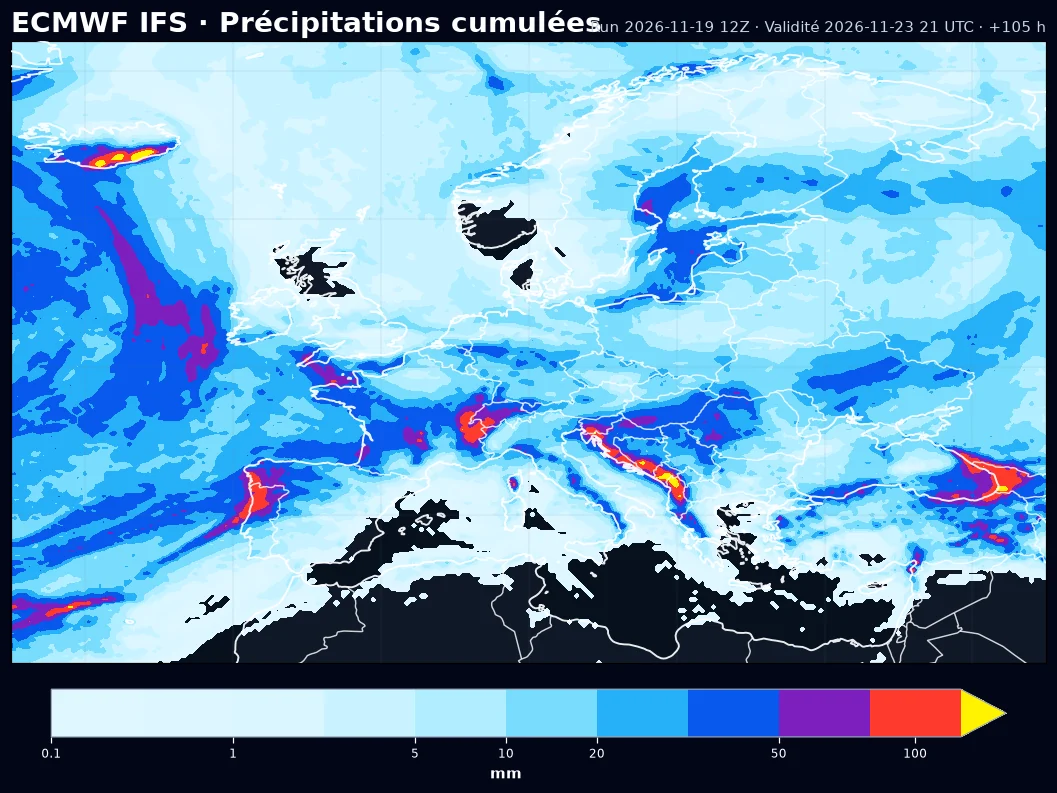 ECMWF IFS · Précipitations cumulées
Run 2026-11-19 12Z · Validité 2026-11-23 21 UTC · +105 h
0.1 1 5 10 20 50 100
mm